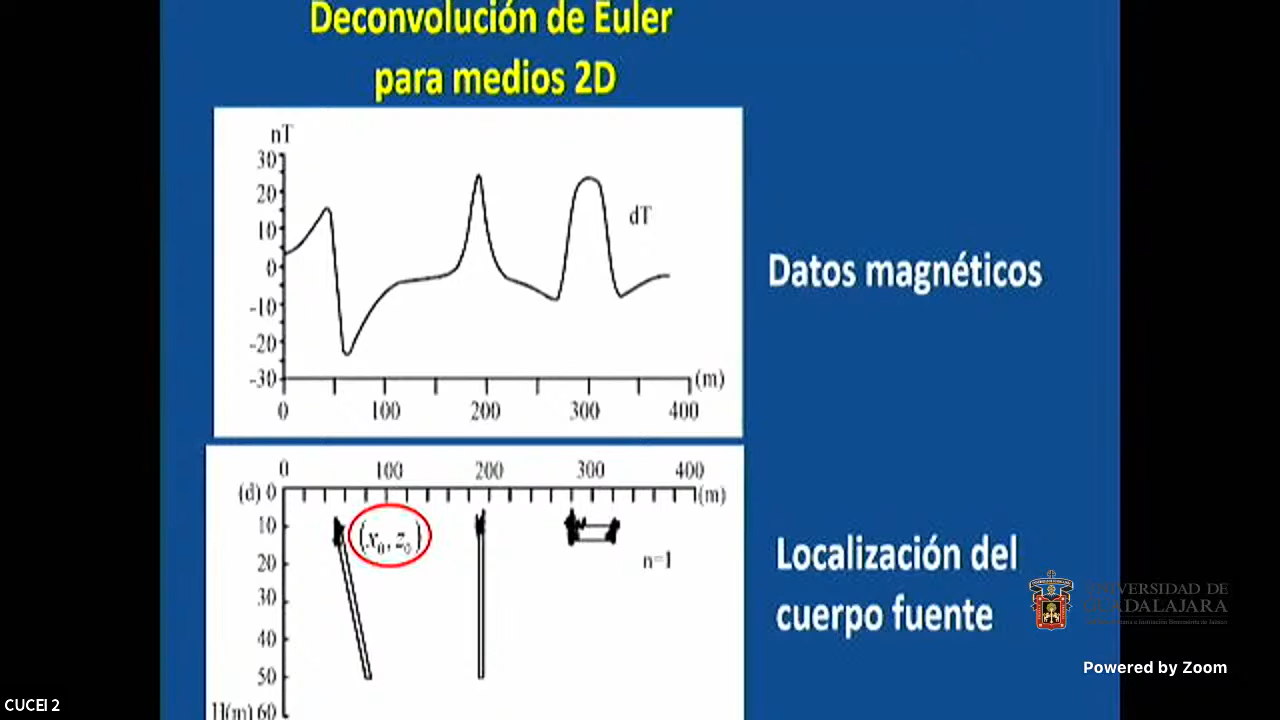 Deconvolución de Euler
para medios 2D
nT
30
20
10
0
-10
-20
-30
dT
(m)
0 100 200 300 400
Datos magnéticos
0 100 200 300 400
(d) 0
(m)
10
20
30
40
50
H(m) 60
(x₀, z₀)
n=1
Localización del
cuerpo fuente
UNIVERSIDAD DE
GUADALAJARA
Powered by Zoom
CUCEI 2